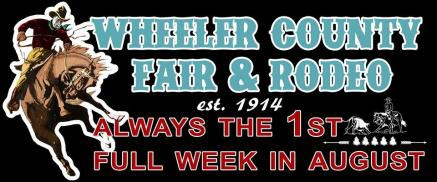 WHEELER COUNTY
FAIR & RODEO
est. 1914
ALWAYS THE 1ST
FULL WEEK IN AUGUST